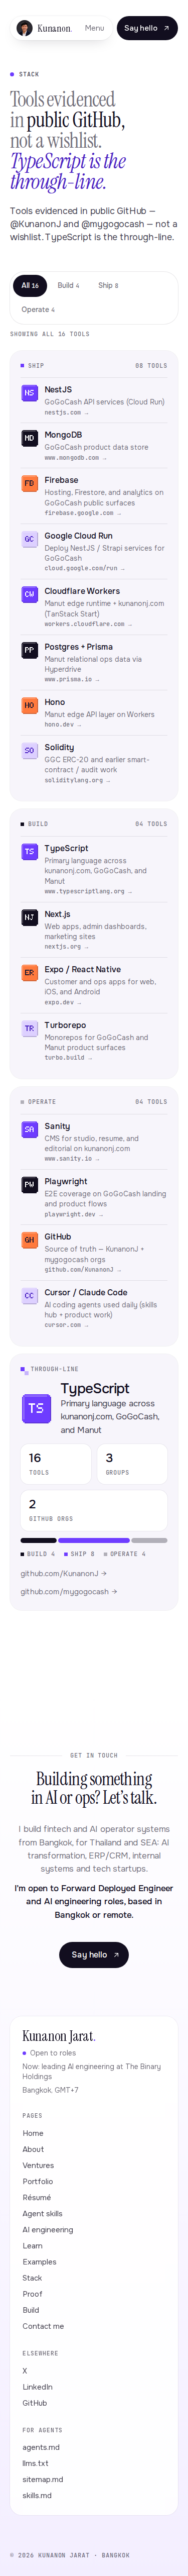 Kunanon.
Menu
Say hello ↗
STACK
Tools evidenced
in public GitHub,
not a wishlist.
TypeScript is the
through-line.
Tools evidenced in public GitHub —
@KunanonJ and @mygogocash — not a
wishlist. TypeScript is the through-line.
All 16
Build 4
Ship 8
Operate 4
SHOWING ALL 16 TOOLS
SHIP
08 TOOLS
NS
NestJS
GoGoCash API services (Cloud Run)
nestjs.com →
MD
MongoDB
GoGoCash product data store
www.mongodb.com →
FB
Firebase
Hosting, Firestore, and analytics on
GoGoCash public surfaces
firebase.google.com →
GC
Google Cloud Run
Deploy NestJS / Strapi services for
GoGoCash
cloud.google.com/run →
CW
Cloudflare Workers
Manut edge runtime + kunanonj.com
(TanStack Start)
workers.cloudflare.com →
PP
Postgres + Prisma
Manut relational ops data via
Hyperdrive
www.prisma.io →
HO
Hono
Manut edge API layer on Workers
hono.dev →
SO
Solidity
GGC ERC-20 and earlier smart-
contract / audit work
soliditylang.org →
BUILD
04 TOOLS
TS
TypeScript
Primary language across
kunanonj.com, GoGoCash, and
Manut
www.typescriptlang.org →
NJ
Next.js
Web apps, admin dashboards,
marketing sites
nextjs.org →
ER
Expo / React Native
Customer and ops apps for web,
iOS, and Android
expo.dev →
TR
Turborepo
Monorepos for GoGoCash and
Manut product surfaces
turbo.build →
OPERATE
04 TOOLS
SA
Sanity
CMS for studio, resume, and
editorial on kunanonj.com
www.sanity.io →
PW
Playwright
E2E coverage on GoGoCash landing
and product flows
playwright.dev →
GH
GitHub
Source of truth — KunanonJ +
mygogocash orgs
github.com/KunanonJ →
CC
Cursor / Claude Code
AI coding agents used daily (skills
hub + product work)
cursor.com →
THROUGH-LINE
TS
TypeScript
Primary language across
kunanonj.com, GoGoCash,
and Manut
16
TOOLS
3
GROUPS
2
GITHUB ORGS
BUILD 4
SHIP 8
OPERATE 4
github.com/KunanonJ →
github.com/mygogocash →
GET IN TOUCH
Building something
in AI or ops? Let's talk.
I build fintech and AI operator systems
from Bangkok, for Thailand and SEA: AI
transformation, ERP/CRM, internal
systems and tech startups.
I'm open to Forward Deployed Engineer
and AI engineering roles, based in
Bangkok or remote.
Say hello ↗
Kunanon Jarat.
Open to roles
Now: leading AI engineering at The Binary
Holdings
Bangkok, GMT+7
PAGES
Home
About
Ventures
Portfolio
Résumé
Agent skills
AI engineering
Learn
Examples
Stack
Proof
Build
Contact me
ELSEWHERE
X
LinkedIn
GitHub
FOR AGENTS
agents.md
llms.txt
sitemap.md
skills.md
© 2026 KUNANON JARAT · BANGKOK